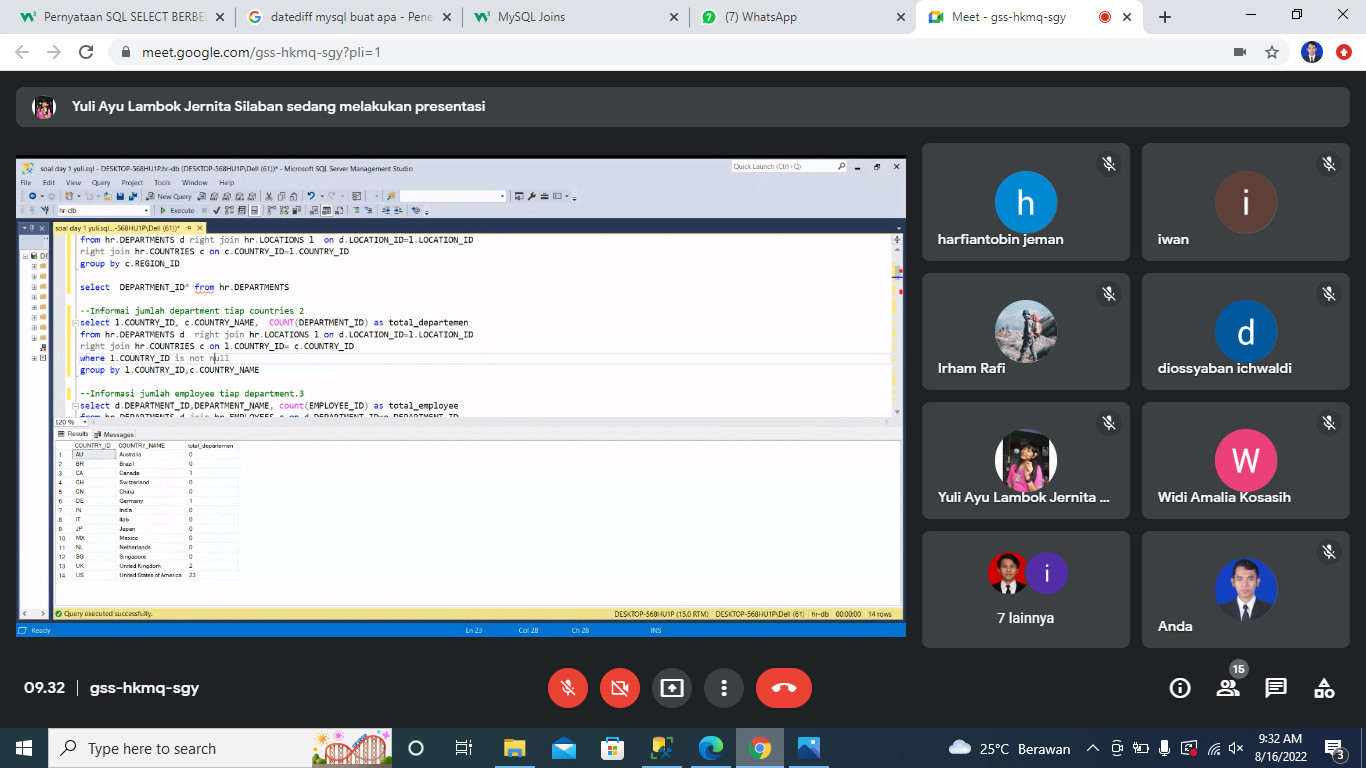 Pernyataan SQL SELECT BERBE
datediff mysql buat apa - Pene
MySQL Joins
(7) WhatsApp
Meet - gss-hkmq-sgy
meet.google.com/gss-hkmq-sgy?pli=1
Yuli Ayu Lambok Jernita Silaban sedang melakukan presentasi
soal day 1 yuli.sql - DESKTOP-568HU1P.hr-db (DESKTOP-568HU1P\Dell (61))* - Microsoft SQL Server Management Studio
Quick Launch (Ctrl+Q)
File Edit View Query Project Tools Window Help
New Query
hr-db
Execute
soal day 1 yuli.sql...-568HU1P\Dell (61))*
from hr.DEPARTMENTS d right join hr.LOCATIONS l on d.LOCATION_ID=l.LOCATION_ID
right join hr.COUNTRIES c on c.COUNTRY_ID=l.COUNTRY_ID
group by c.REGION_ID
select DEPARTMENT_ID* from hr.DEPARTMENTS
--Informai jumlah department tiap countries 2
select l.COUNTRY_ID, c.COUNTRY_NAME, COUNT(DEPARTMENT_ID) as total_departemen
from hr.DEPARTMENTS d right join hr.LOCATIONS l on d.LOCATION_ID=l.LOCATION_ID
right join hr.COUNTRIES c on l.COUNTRY_ID= c.COUNTRY_ID
where l.COUNTRY_ID is not null
group by l.COUNTRY_ID,c.COUNTRY_NAME
--Informasi jumlah employee tiap department.3
select d.DEPARTMENT_ID,DEPARTMENT_NAME, count(EMPLOYEE_ID) as total_employee
120 %
Results Messages
COUNTRY_ID COUNTRY_NAME total_departemen
1 AU Australia 0
2 BR Brazil 0
3 CA Canada 1
4 CH Switzerland 0
5 CN China 0
6 DE Germany 1
7 IN India 0
8 IT Italy 0
9 JP Japan 0
10 MX Mexico 0
11 NL Netherlands 0
12 SG Singapore 0
13 UK United Kingdom 2
14 US United States of America 23
Query executed successfully.
DESKTOP-568HU1P (15.0 RTM) DESKTOP-568HU1P\Dell (61) hr-db 00:00:00 14 rows
Ready
Ln 23 Col 28 Ch 28 INS
h
harfiantobin jeman
i
iwan
Irham Rafi
d
diossyaban ichwaldi
Yuli Ayu Lambok Jernita ...
W
Widi Amalia Kosasih
i
7 lainnya
Anda
09.32 | gss-hkmq-sgy
15
Type here to search
25°C Berawan
9:32 AM
8/16/2022
3